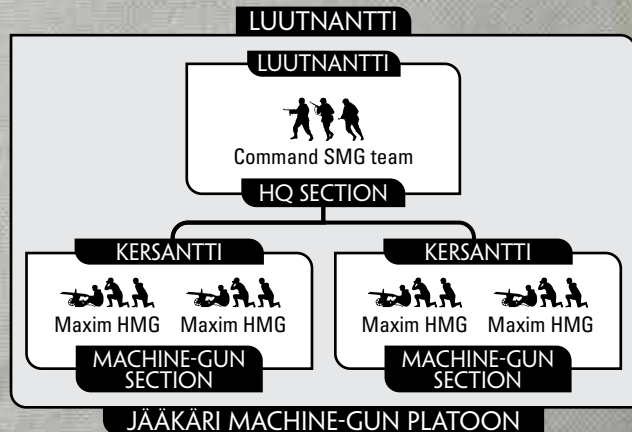 LUUTNANTTI
LUUTNANTTI
Command SMG team
HQ SECTION
KERSANTTI
Maxim HMG Maxim HMG
MACHINE-GUN
SECTION
KERSANTTI
Maxim HMG Maxim HMG
MACHINE-GUN
SECTION
JÄÄKÄRI MACHINE-GUN PLATOON